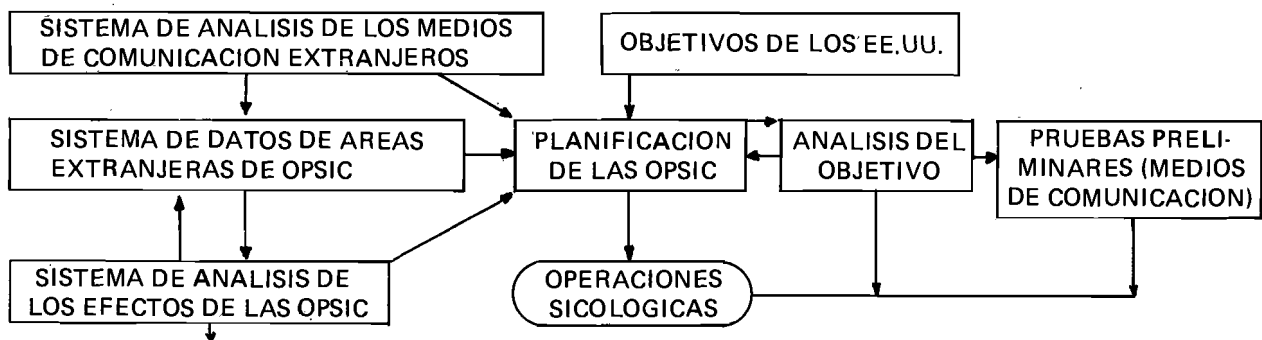 SISTEMA DE ANALISIS DE LOS MEDIOS
DE COMUNICACION EXTRANJEROS
OBJETIVOS DE LOS EE.UU.
SISTEMA DE DATOS DE AREAS
EXTRANJERAS DE OPSIC
PLANIFICACION
DE LAS OPSIC
ANALISIS DEL
OBJETIVO
PRUEBAS PRELI-
MINARES (MEDIOS
DE COMUNICACION)
SISTEMA DE ANALISIS DE
LOS EFECTOS DE LAS OPSIC
OPERACIONES
SICOLOGICAS